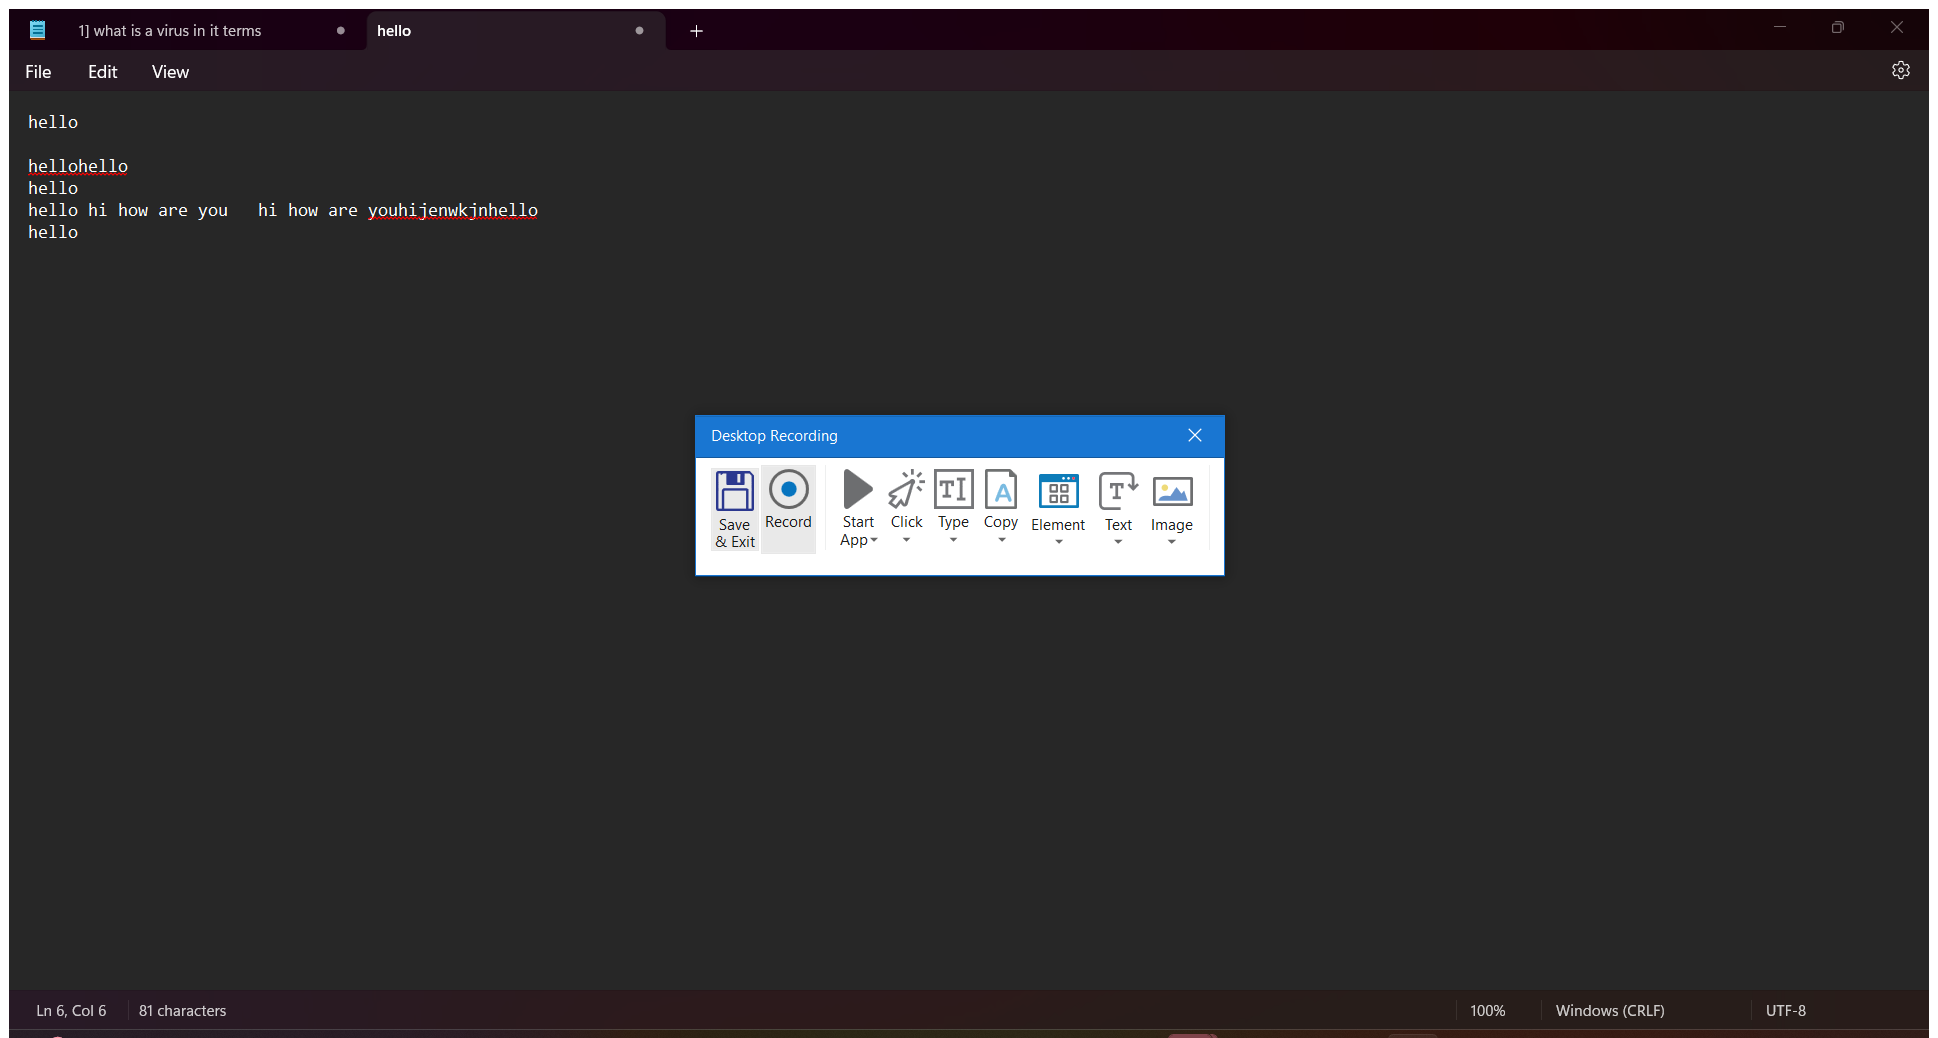 1] what is a virus in it terms
hello
File Edit View
hello
hellohello
hello
hello hi how are you   hi how are youhijenwkjnhello
hello
Desktop Recording
Save & Exit
Record
Start App
Click
Type
Copy
Element
Text
Image
Ln 6, Col 6
81 characters
100%
Windows (CRLF)
UTF-8